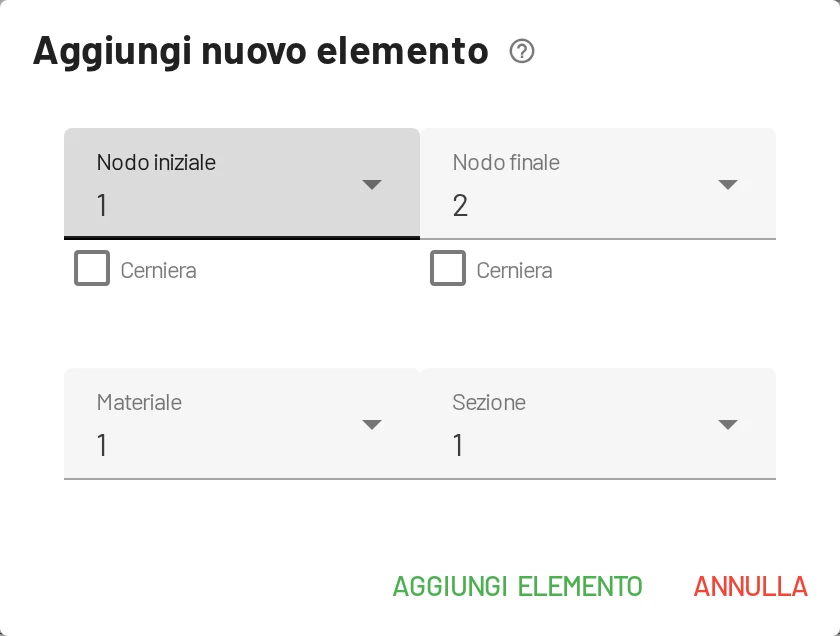 Aggiungi nuovo elemento
Nodo iniziale Nodo finale
1 2
Cerniera Cerniera
Materiale Sezione
1 1
AGGIUNGI ELEMENTO ANNULLA